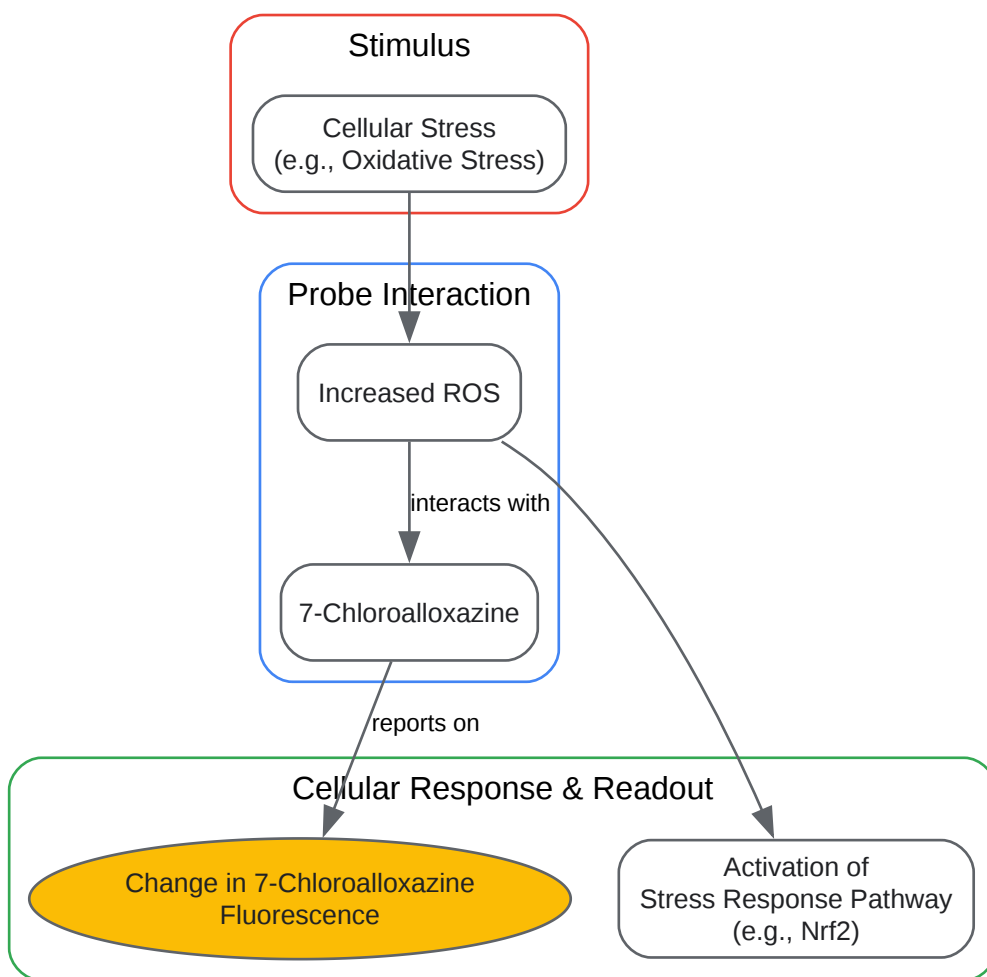 Stimulus
Cellular Stress
(e.g., Oxidative Stress)
Probe Interaction
Increased ROS
interacts with
7-Chloroalloxazine
reports on
Cellular Response & Readout
Change in 7-Chloroalloxazine
Fluorescence
Activation of
Stress Response Pathway
(e.g., Nrf2)